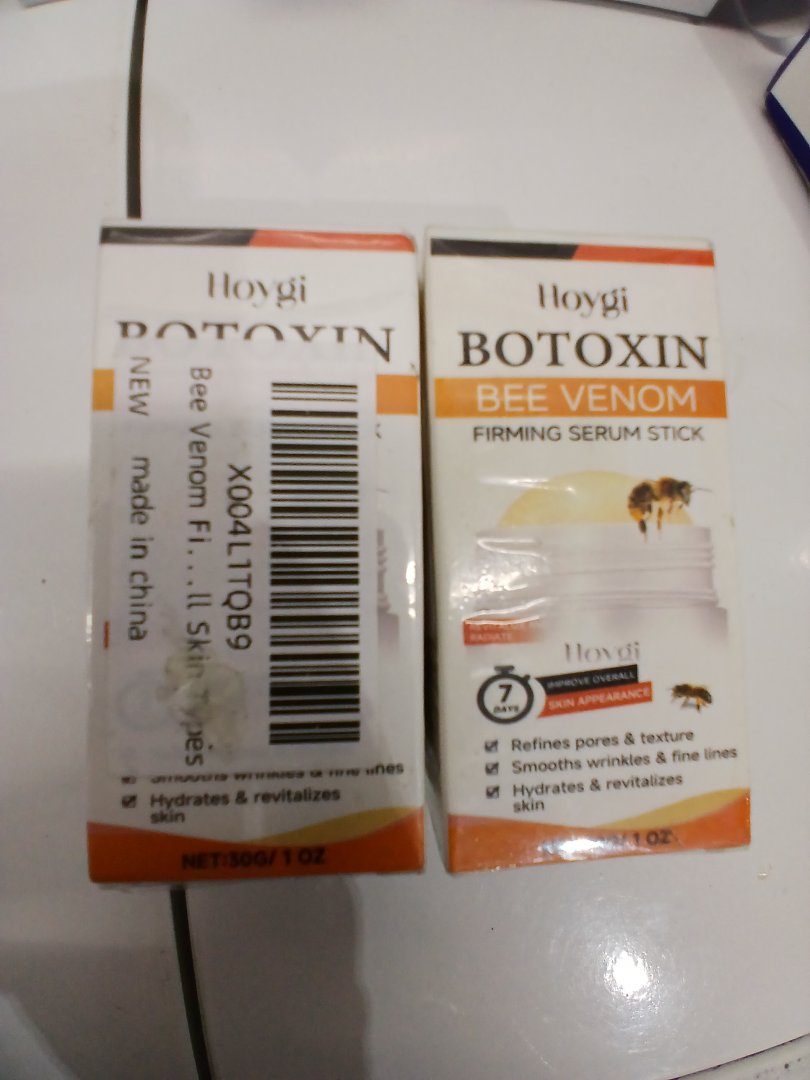 Hoygi
BOTOXIN
NEW made in china
Bee Venom Fi...ll Skin Types
X004L1TQB9
Smooths wrinkles & fine lines
Hydrates & revitalizes
skin
NET:30G/ 1 OZ
Hoygi
BOTOXIN
BEE VENOM
FIRMING SERUM STICK
RADIATE
Hoygi
7
DAYS
IMPROVE OVERALL
SKIN APPEARANCE
Refines pores & texture
Smooths wrinkles & fine lines
Hydrates & revitalizes
skin
/ 1 OZ